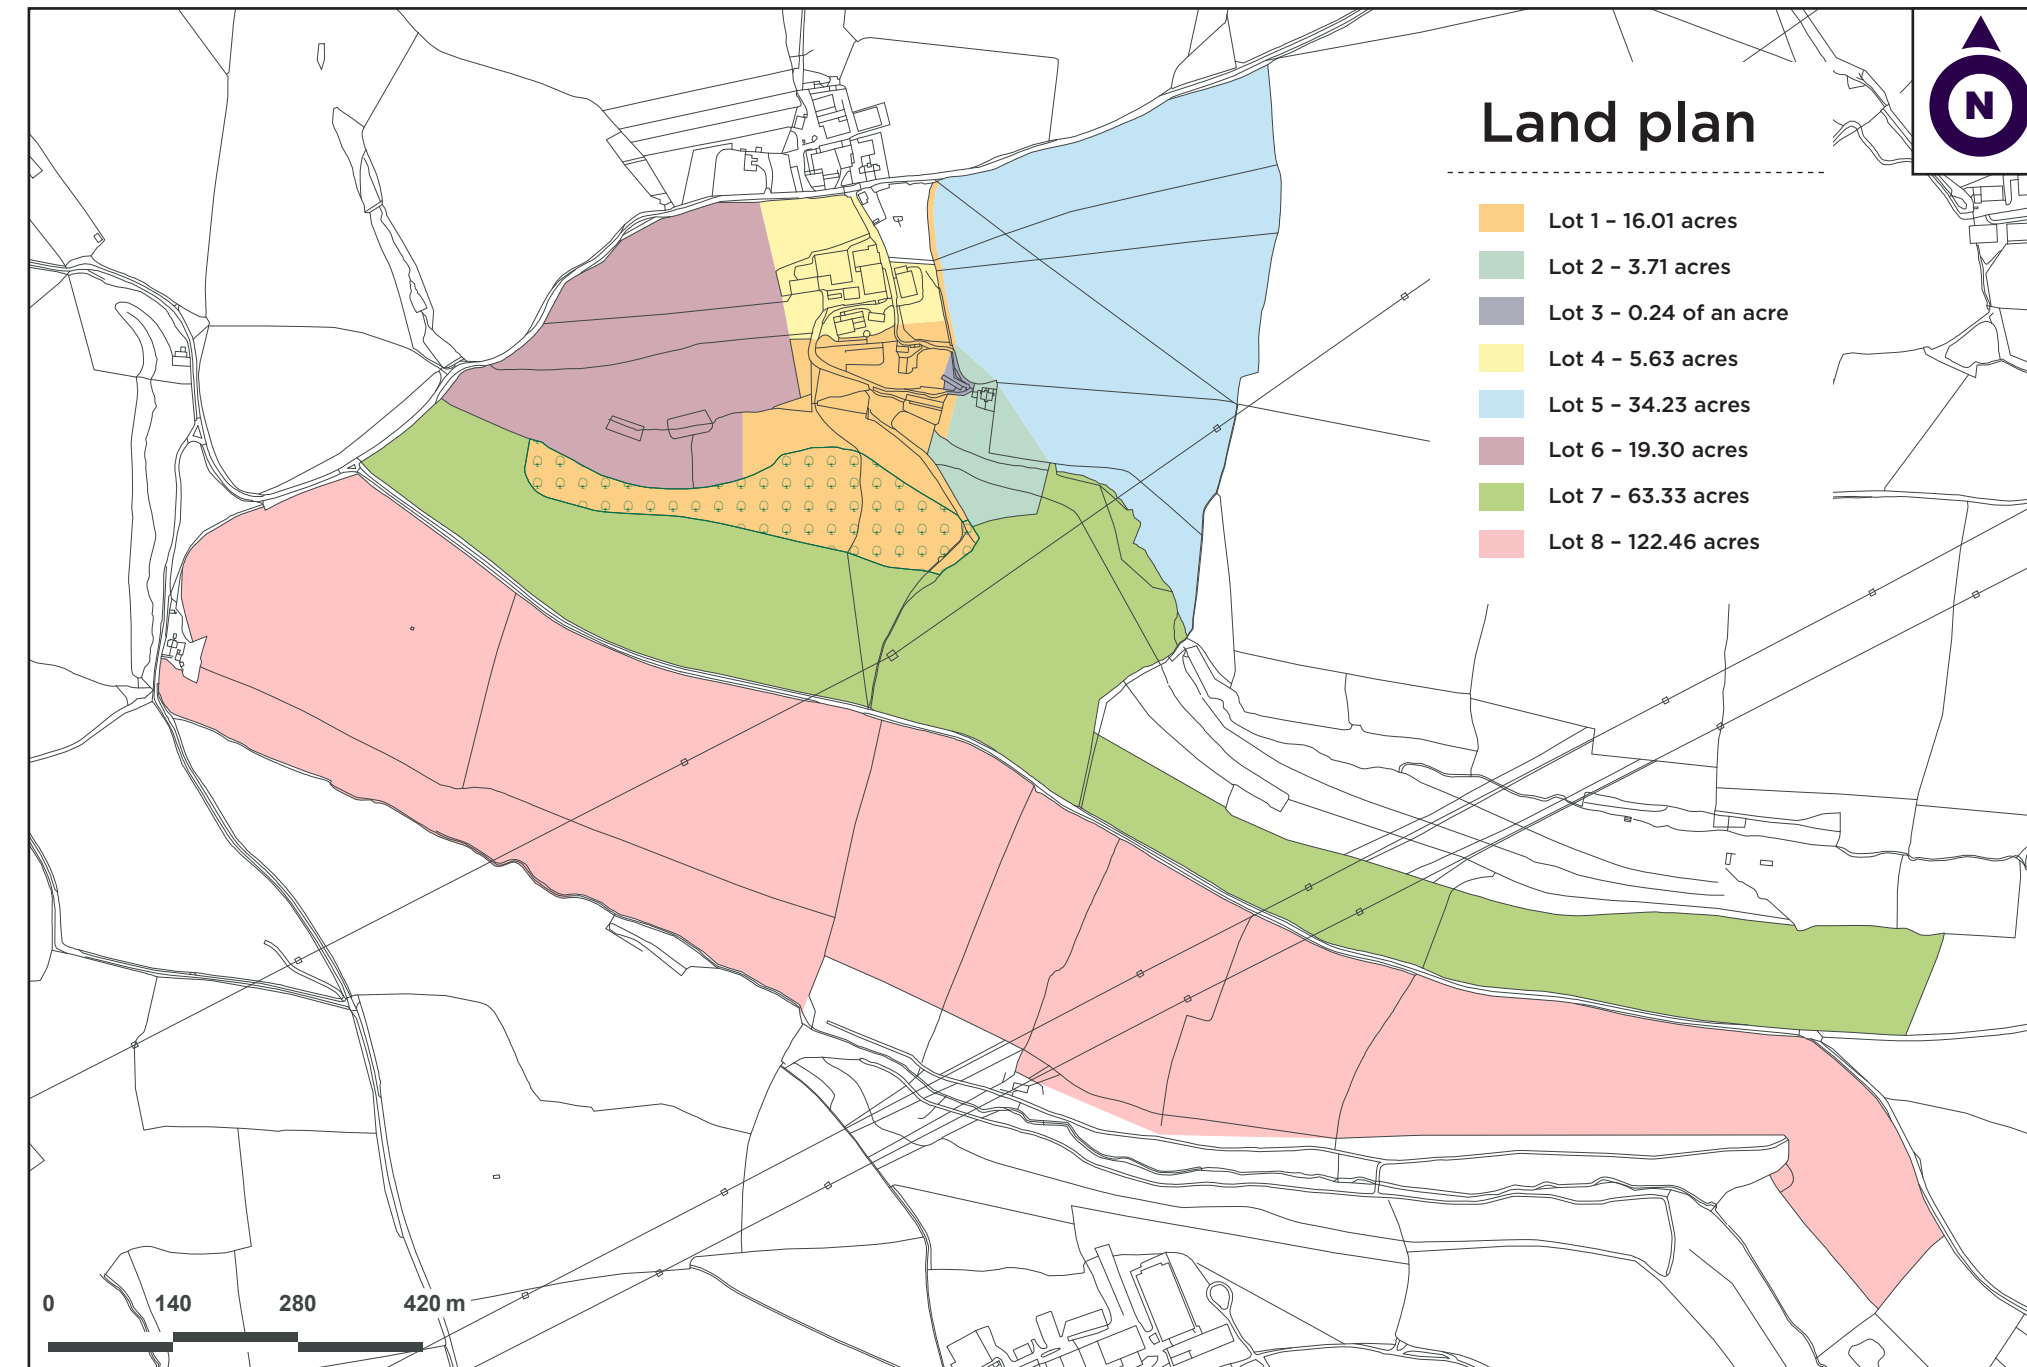 Land plan
N
Lot 1 – 16.01 acres
Lot 2 – 3.71 acres
Lot 3 – 0.24 of an acre
Lot 4 – 5.63 acres
Lot 5 – 34.23 acres
Lot 6 – 19.30 acres
Lot 7 – 63.33 acres
Lot 8 – 122.46 acres
0 140 280 420 m